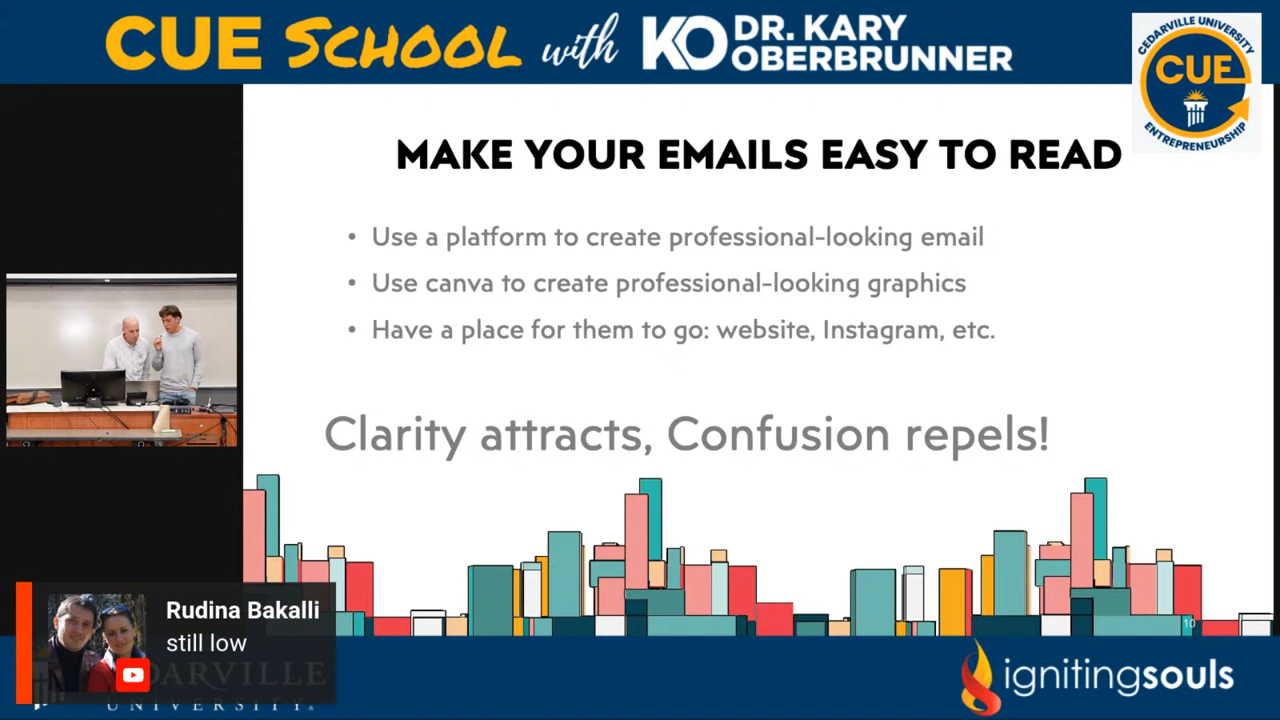 CUE SCHOOL with KO DR. KARY OBERBRUNNER
CEDARVILLE UNIVERSITY
CUE
ENTREPRENEURSHIP
MAKE YOUR EMAILS EASY TO READ
• Use a platform to create professional-looking email
• Use canva to create professional-looking graphics
• Have a place for them to go: website, Instagram, etc.
Clarity attracts, Confusion repels!
10
Rudina Bakalli
still low
DARVILLE
UNIVERSITY.
ignitingsouls